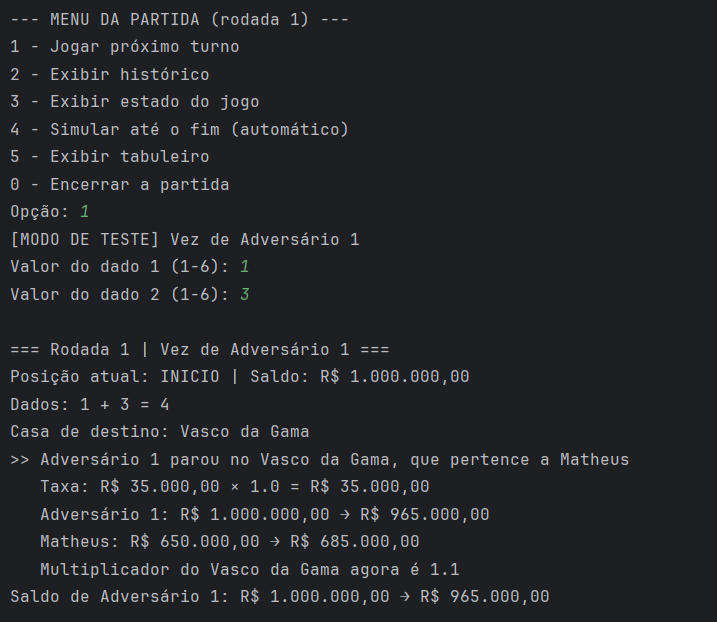 --- MENU DA PARTIDA (rodada 1) ---
1 - Jogar próximo turno
2 - Exibir histórico
3 - Exibir estado do jogo
4 - Simular até o fim (automático)
5 - Exibir tabuleiro
0 - Encerrar a partida
Opção: 1
[MODO DE TESTE] Vez de Adversário 1
Valor do dado 1 (1-6): 1
Valor do dado 2 (1-6): 3
=== Rodada 1 | Vez de Adversário 1 ===
Posição atual: INICIO | Saldo: R$ 1.000.000,00
Dados: 1 + 3 = 4
Casa de destino: Vasco da Gama
>> Adversário 1 parou no Vasco da Gama, que pertence a Matheus
Taxa: R$ 35.000,00 × 1.0 = R$ 35.000,00
Adversário 1: R$ 1.000.000,00 → R$ 965.000,00
Matheus: R$ 650.000,00 → R$ 685.000,00
Multiplicador do Vasco da Gama agora é 1.1
Saldo de Adversário 1: R$ 1.000.000,00 → R$ 965.000,00